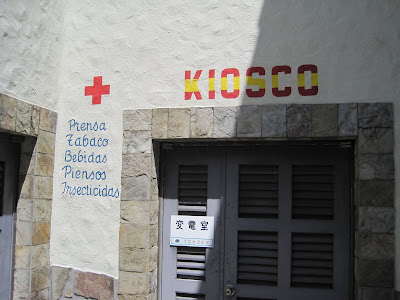 KIOSCO
Prensa
Tabaco
Bebidas
Piensos
Insecticidas
変電室